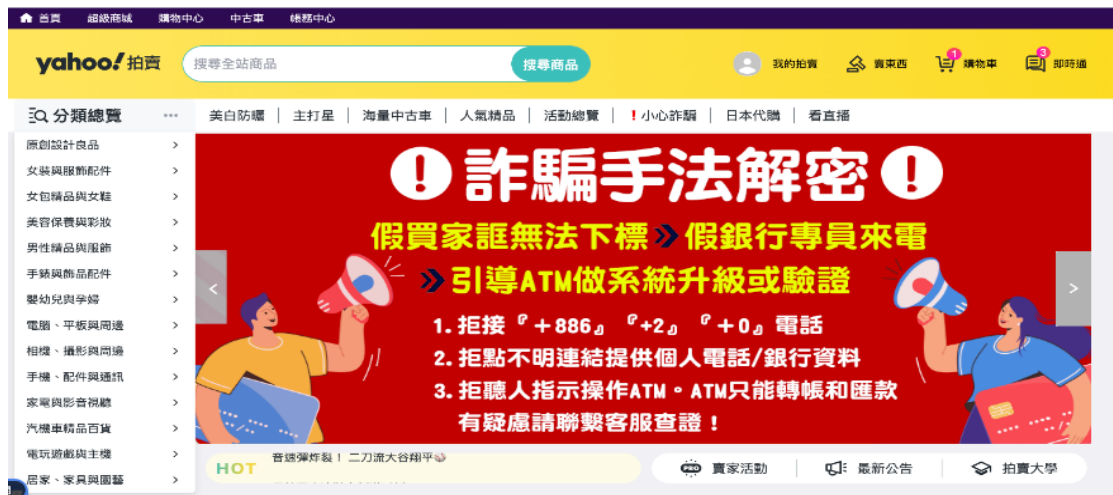 首頁 超級商城 購物中心 中古車 帳務中心
yahoo!拍賣 搜尋全站商品 搜尋商品 我的拍賣 賣東西 1 購物車 3 即時通
分類總覽 ... 美白防曬 | 主打星 | 海量中古車 | 人氣精品 | 活動總覽 | !小心詐騙 | 日本代購 | 看直播
原創設計良品 >
女裝與服飾配件 >
女包精品與女鞋 >
美容保養與彩妝 >
男性精品與服飾 >
手錶與飾品配件 >
嬰幼兒與孕婦 >
電腦、平板與周邊 >
相機、攝影與周邊 >
手機、配件與通訊 >
家電與影音視聽 >
汽機車精品百貨 >
電玩遊戲與主機 >
居家、家具與園藝 >
!詐騙手法解密!
假買家誆無法下標»假銀行專員來電
»引導ATM做系統升級或驗證
1. 拒接『+886』『+2』『+0』電話
2. 拒點不明連結提供個人電話/銀行資料
3. 拒聽人指示操作ATM。ATM只能轉帳和匯款
有疑慮請聯繫客服查證！
< >
HOT 音速彈炸裂！ 二刀流大谷翔平⚾
賣家活動 | 最新公告 | 拍賣大學